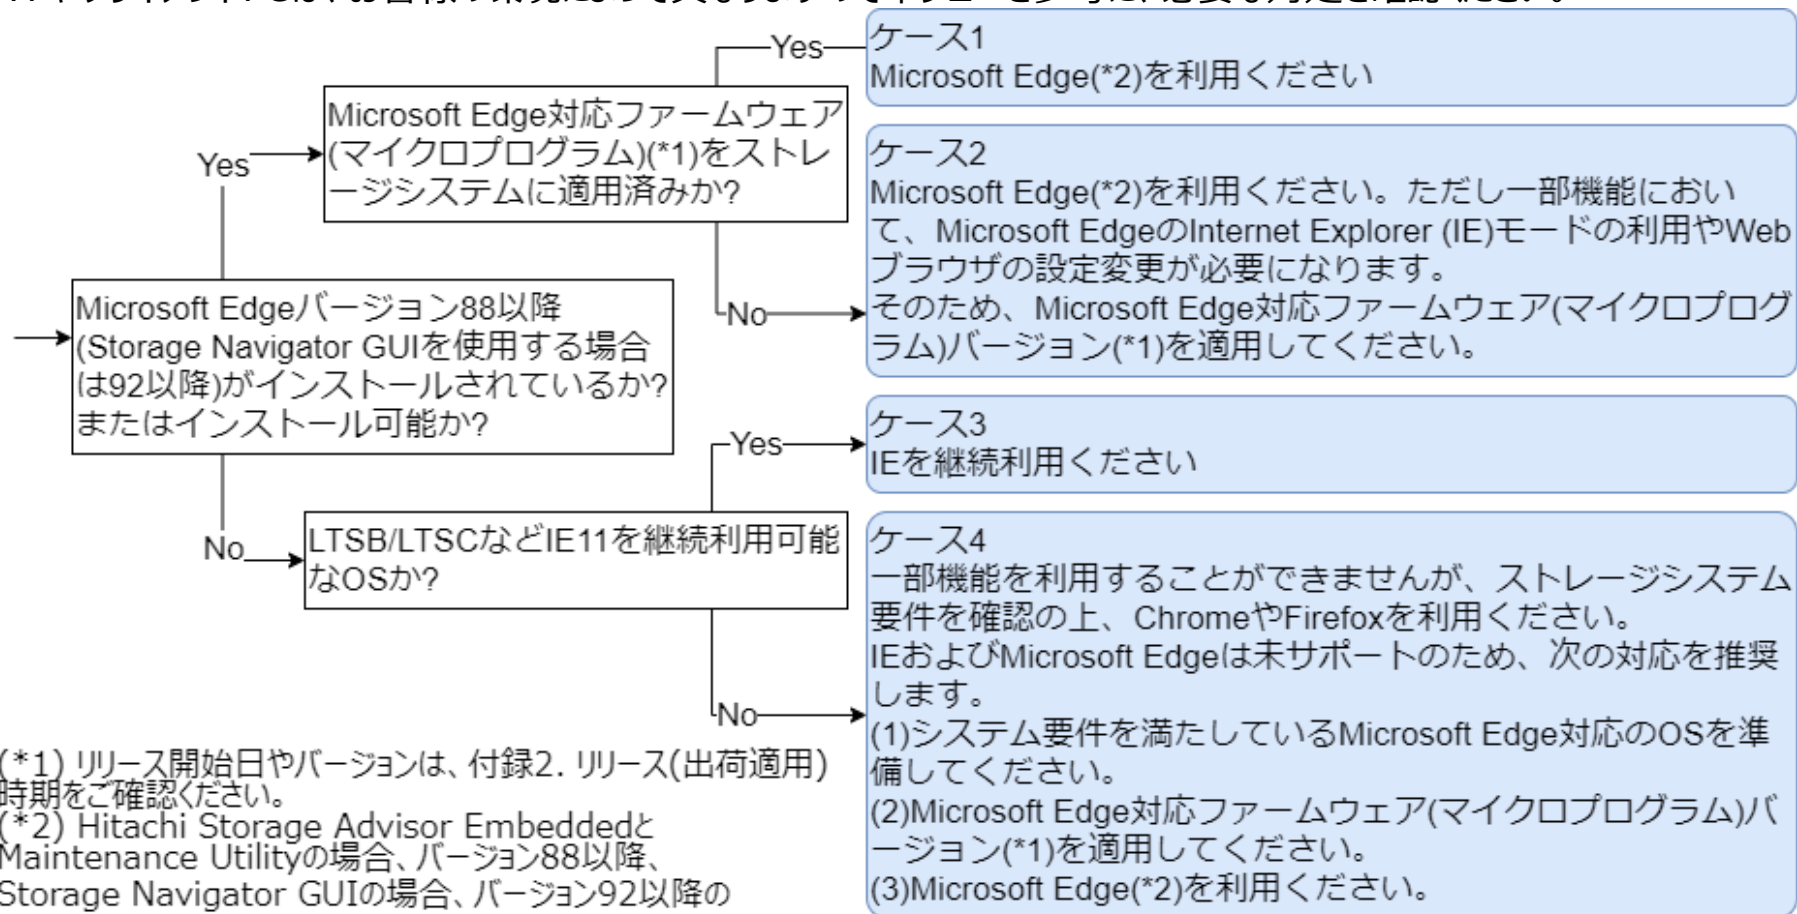 Yes
ケース1
Microsoft Edge(*2)を利用ください
Microsoft Edge対応ファームウェア
(マイクロプログラム)(*1)をストレ
ージシステムに適用済みか?
Yes
ケース2
Microsoft Edge(*2)を利用ください。ただし一部機能におい
て、Microsoft EdgeのInternet Explorer (IE)モードの利用やWeb
ブラウザの設定変更が必要になります。
そのため、Microsoft Edge対応ファームウェア(マイクロプログ
ラム)バージョン(*1)を適用してください。
No
Microsoft Edgeバージョン88以降
(Storage Navigator GUIを使用する場合
は92以降)がインストールされているか?
またはインストール可能か?
Yes
ケース3
IEを継続利用ください
No
LTSB/LTSCなどIE11を継続利用可能
なOSか?
ケース4
一部機能を利用することができませんが、ストレージシステム
要件を確認の上、ChromeやFirefoxを利用ください。
IEおよびMicrosoft Edgeは未サポートのため、次の対応を推奨
します。
(1)システム要件を満たしているMicrosoft Edge対応のOSを準
備してください。
(2)Microsoft Edge対応ファームウェア(マイクロプログラム)バ
ージョン(*1)を適用してください。
(3)Microsoft Edge(*2)を利用ください。
No
(*1) リリース開始日やバージョンは、付録2. リリース(出荷適用)
時期をご確認ください。
(*2) Hitachi Storage Advisor Embeddedと
Maintenance Utilityの場合、バージョン88以降、
Storage Navigator GUIの場合、バージョン92以降の